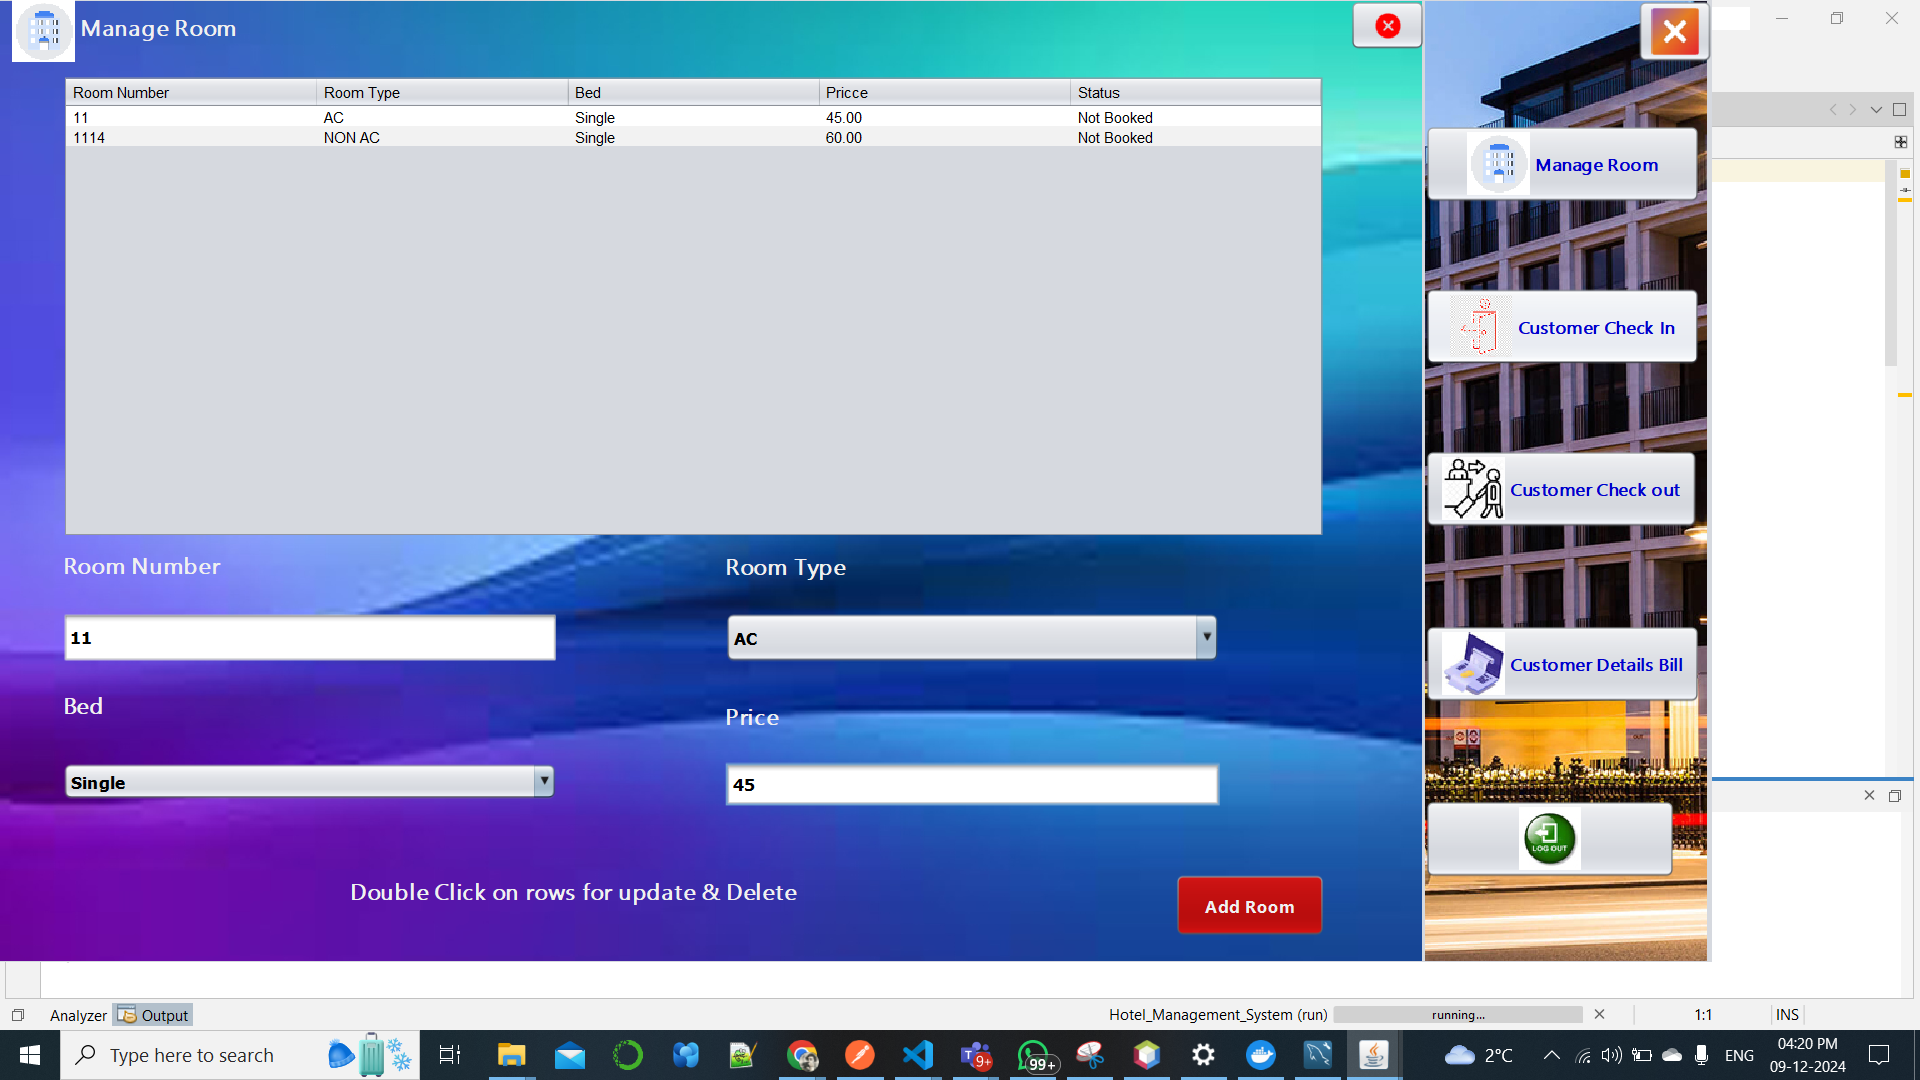 Manage Room
Room Number Room Type Bed Pricce Status
11 AC Single 45.00 Not Booked
1114 NON AC Single 60.00 Not Booked
Room Number
Room Type
11
AC
Bed
Price
Single
45
Double Click on rows for update & Delete
Add Room
Manage Room
Customer Check In
Customer Check out
Customer Details Bill
LOG OUT
Analyzer
Output
Hotel_Management_System (run)
running...
1:1
INS
Type here to search
9+
99+
2°C
ENG
04:20 PM
09-12-2024